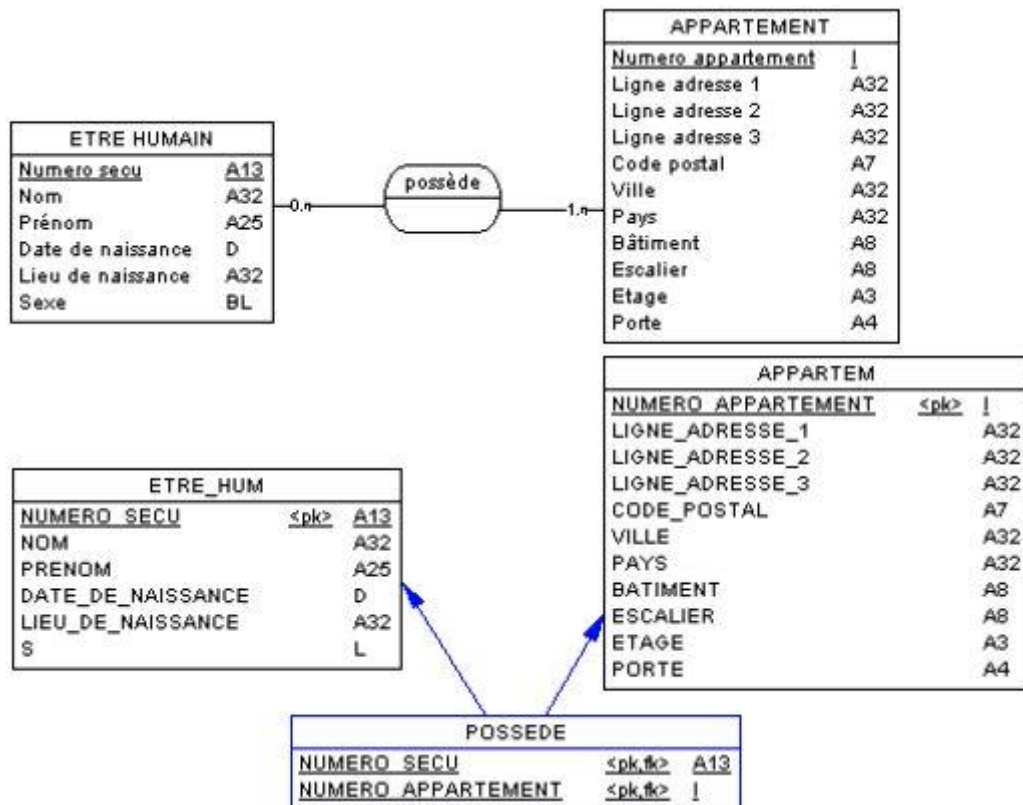 ETRE HUMAIN
Numero secu A13
Nom A32
Prénom A25
Date de naissance D
Lieu de naissance A32
Sexe BL
0.n
possède
1.n
APPARTEMENT
Numero appartement I
Ligne adresse 1 A32
Ligne adresse 2 A32
Ligne adresse 3 A32
Code postal A7
Ville A32
Pays A32
Bâtiment A8
Escalier A8
Etage A3
Porte A4
ETRE_HUM
NUMERO_SECU <pk> A13
NOM A32
PRENOM A25
DATE_DE_NAISSANCE D
LIEU_DE_NAISSANCE A32
S L
APPARTEM
NUMERO_APPARTEMENT <pk> I
LIGNE_ADRESSE_1 A32
LIGNE_ADRESSE_2 A32
LIGNE_ADRESSE_3 A32
CODE_POSTAL A7
VILLE A32
PAYS A32
BATIMENT A8
ESCALIER A8
ETAGE A3
PORTE A4
POSSEDE
NUMERO_SECU <pk,fk> A13
NUMERO_APPARTEMENT <pk,fk> I